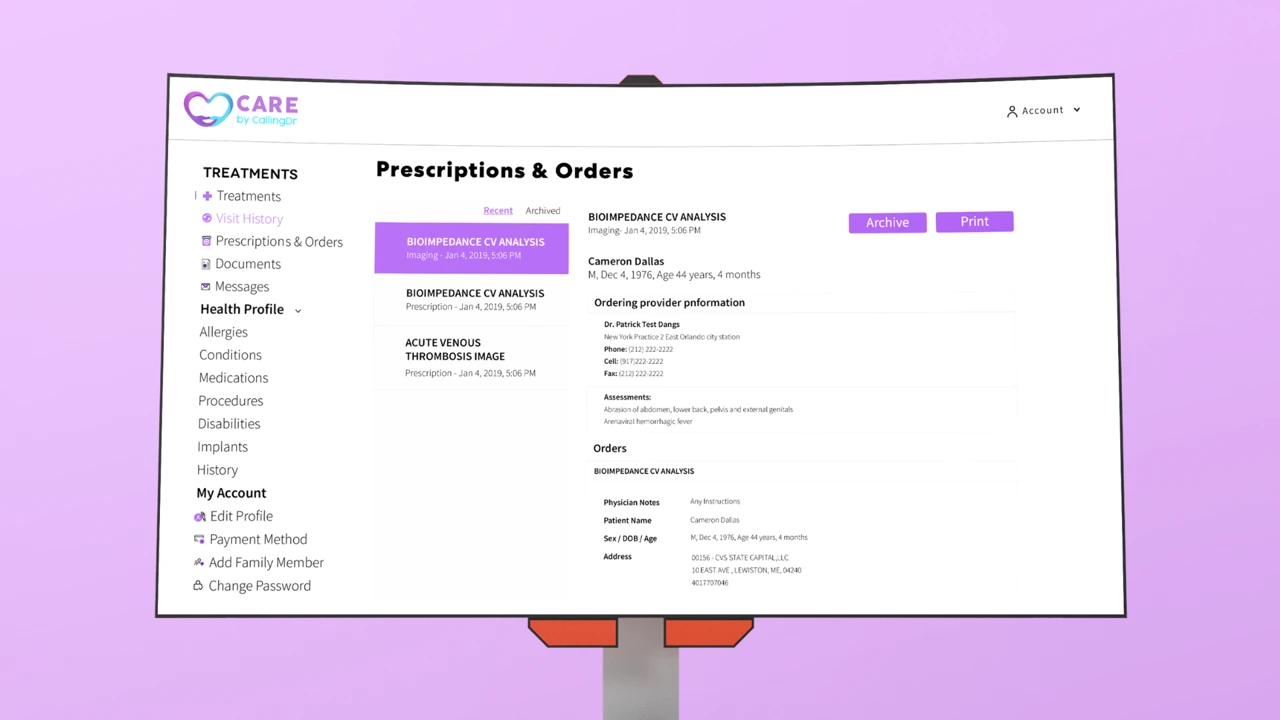 CARE
by CallingDr
Account
TREATMENTS
Treatments
Visit History
Prescriptions & Orders
Documents
Messages
Health Profile
Allergies
Conditions
Medications
Procedures
Disabilities
Implants
History
My Account
Edit Profile
Payment Method
Add Family Member
Change Password
Prescriptions & Orders
Recent Archived
BIOIMPEDANCE CV ANALYSIS
Imaging - Jan 4, 2019, 5:06 PM
BIOIMPEDANCE CV ANALYSIS
Prescription - Jan 4, 2019, 5:06 PM
ACUTE VENOUS
THROMBOSIS IMAGE
Prescription - Jan 4, 2019, 5:06 PM
BIOIMPEDANCE CV ANALYSIS
Imaging- Jan 4, 2019, 5:06 PM
Archive Print
Cameron Dallas
M, Dec 4, 1976, Age 44 years, 4 months
Ordering provider pnformation
Dr. Patrick Test Dangs
New York Practice 2 East Orlando city station
Phone: (212) 222-2222
Cell: (917)222-2222
Fax: (212) 222-2222
Assessments:
Abrasion of abdomen, lower back, pelvis and external genitals
Arenaviral hemorrhagic fever
Orders
BIOIMPEDANCE CV ANALYSIS
Physician Notes Any Instructions
Patient Name Cameron Dallas
Sex / DOB / Age M, Dec 4, 1976, Age 44 years, 4 months
Address 00156 - CVS STATE CAPITAL,LLC
10 EAST AVE , LEWISTON, ME, 04240
4017707046